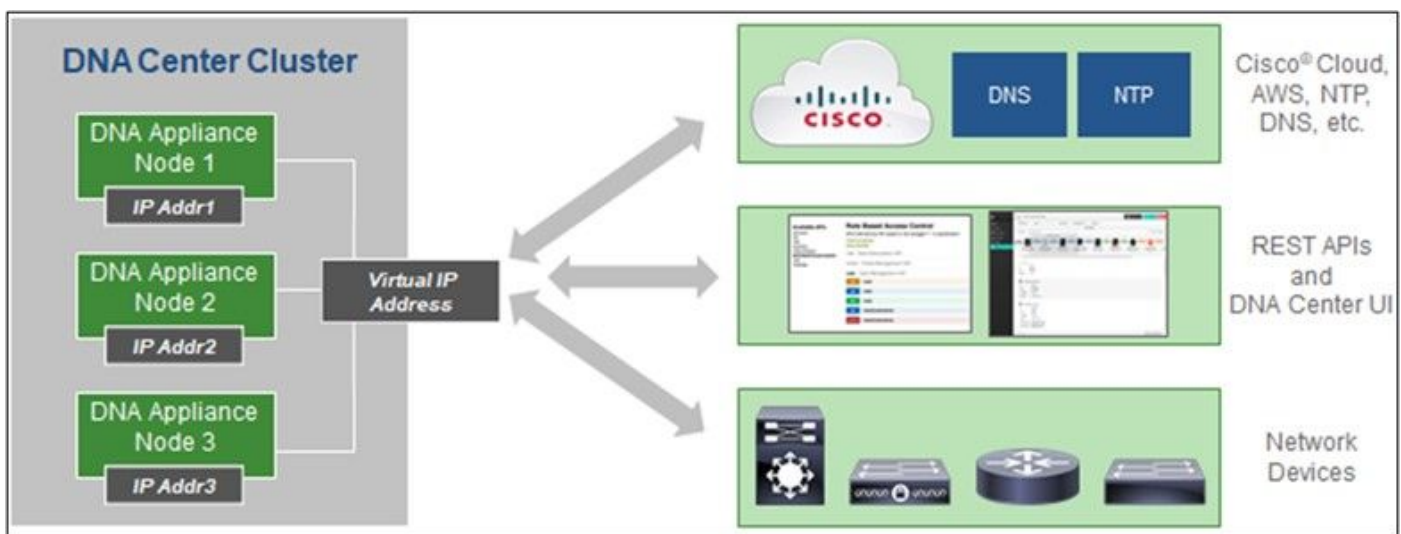 DNA Center Cluster
DNA Appliance
Node 1
IP Addr1
DNA Appliance
Node 2
IP Addr2
DNA Appliance
Node 3
IP Addr3
Virtual IP
Address
CISCO
DNS
NTP
Cisco® Cloud,
AWS, NTP,
DNS, etc.
Role Based Access Control
REST APIs
and
DNA Center UI
Network
Devices